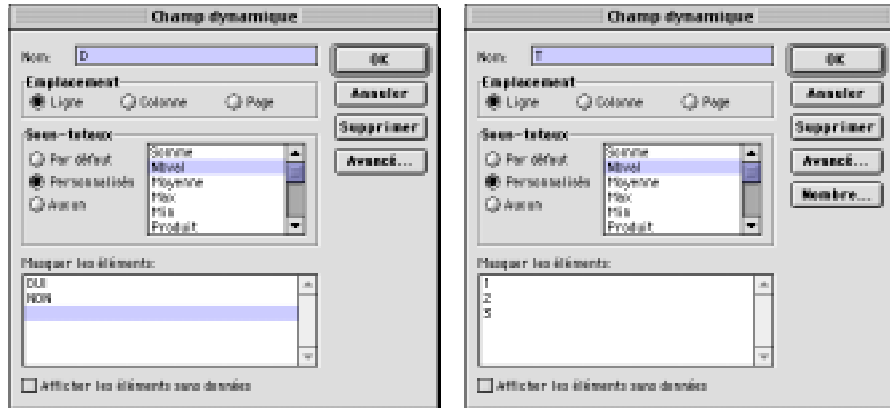 Champ dynamique
Nom: D
OK
Emplacement
Ligne Colonne Page
Annuler
Supprimer
Sous-totaux
Par défaut
Personnalisés
Aucun
Somme
Nbval
Moyenne
Max
Min
Produit
Avancé...
Masquer les éléments:
OUI
NON
Afficher les éléments sans données
Champ dynamique
Nom: T
OK
Emplacement
Ligne Colonne Page
Annuler
Supprimer
Sous-totaux
Par défaut
Personnalisés
Aucun
Somme
Nbval
Moyenne
Max
Min
Produit
Avancé...
Nombre...
Masquer les éléments:
1
2
3
Afficher les éléments sans données